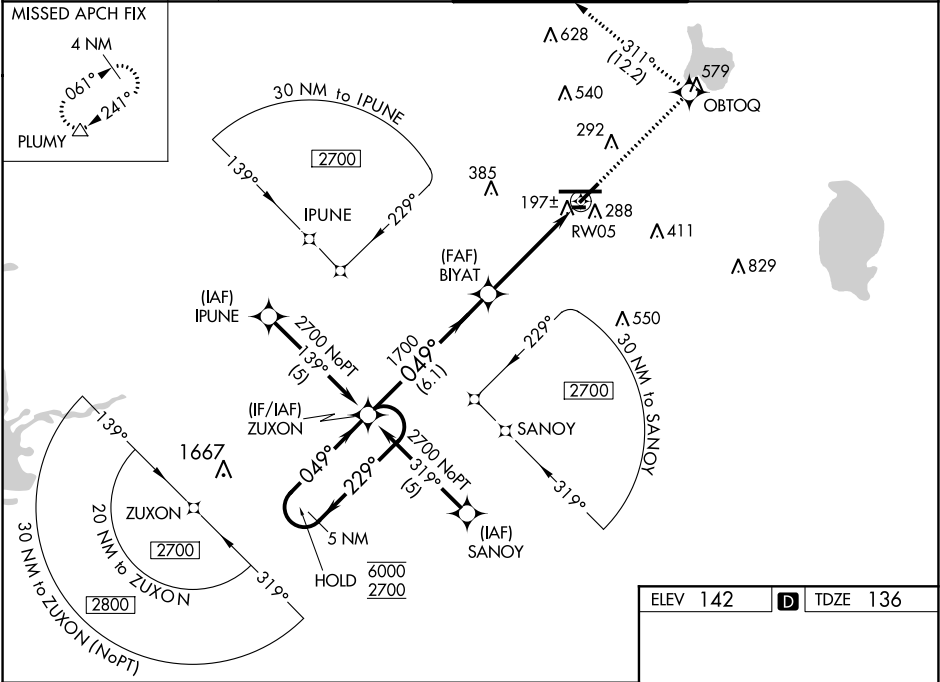 MISSED APCH FIX
4 NM
061°
241°
PLUMY
628
311°
(12.2)
579
540
OBTOQ
30 NM to IPUNE
292
2700
385
139°
229°
197±
288
IPUNE
RW05
411
(FAF)
BIYAT
829
(IAF)
IPUNE
2700 NoPT
139°
(5)
550
229°
30 NM to SANOY
1700
049°
(6.1)
2700
(IF/IAF)
ZUXON
SANOY
139°
1667
2700 NoPT
319°
(5)
049°
229°
319°
ZUXON
5 NM
(IAF)
SANOY
20 NM to ZUXON
2700
HOLD
6000
2700
319°
30 NM to ZUXON (NoPT)
2800
ELEV 142 D TDZE 136